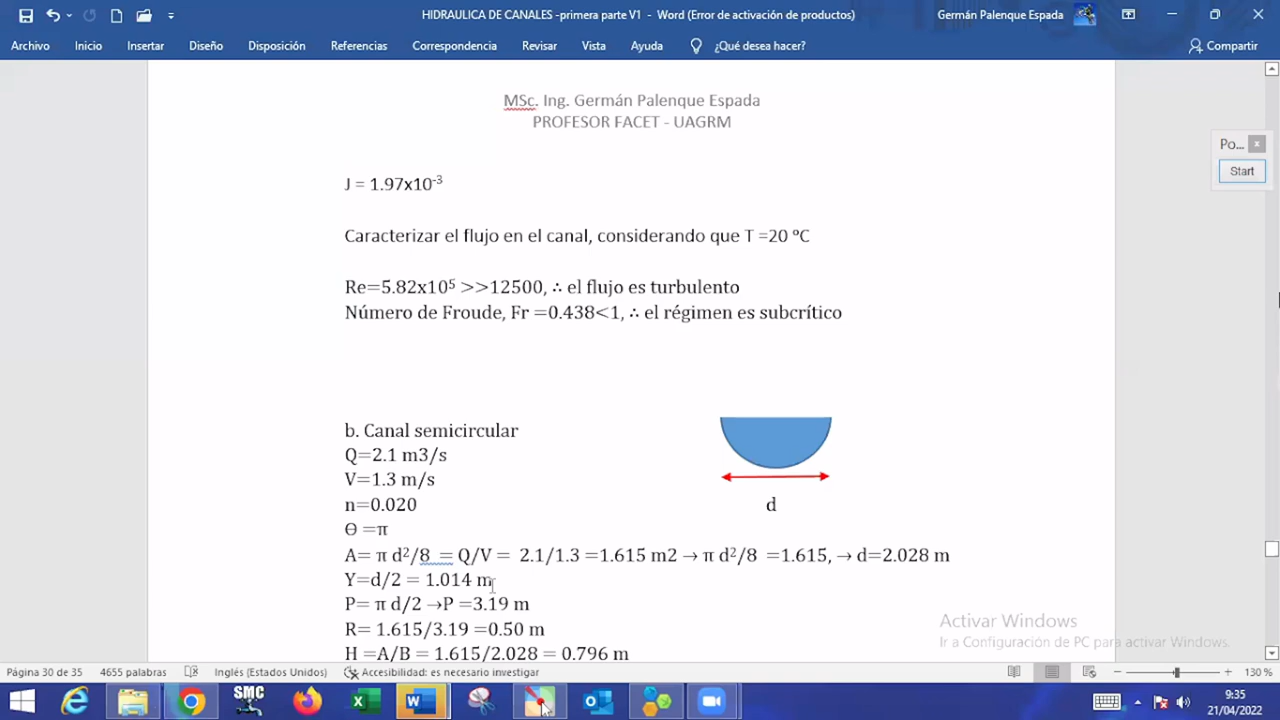 HIDRAULICA DE CANALES -primera parte V1 - Word (Error de activación de productos)
Germán Palenque Espada
Archivo Inicio Insertar Diseño Disposición Referencias Correspondencia Revisar Vista Ayuda ¿Qué desea hacer? Compartir
MSc. Ing. Germán Palenque Espada
PROFESOR FACET - UAGRM
Po... x
Start
J = 1.97x10⁻³
Caracterizar el flujo en el canal, considerando que T =20 °C
Re=5.82x10⁵ >>12500, ∴ el flujo es turbulento
Número de Froude, Fr =0.438<1, ∴ el régimen es subcrítico
b. Canal semicircular
Q=2.1 m3/s
V=1.3 m/s
n=0.020
d
Ɵ =π
A= π d²/8 = Q/V = 2.1/1.3 =1.615 m2 → π d²/8 =1.615, → d=2.028 m
Y=d/2 = 1.014 m
P= π d/2 →P =3.19 m
R= 1.615/3.19 =0.50 m
H =A/B = 1.615/2.028 = 0.796 m
Activar Windows
Ir a Configuración de PC para activar Windows.
Página 30 de 35 4655 palabras Inglés (Estados Unidos) Accesibilidad: es necesario investigar 130 %
SMC
9:35
21/04/2022